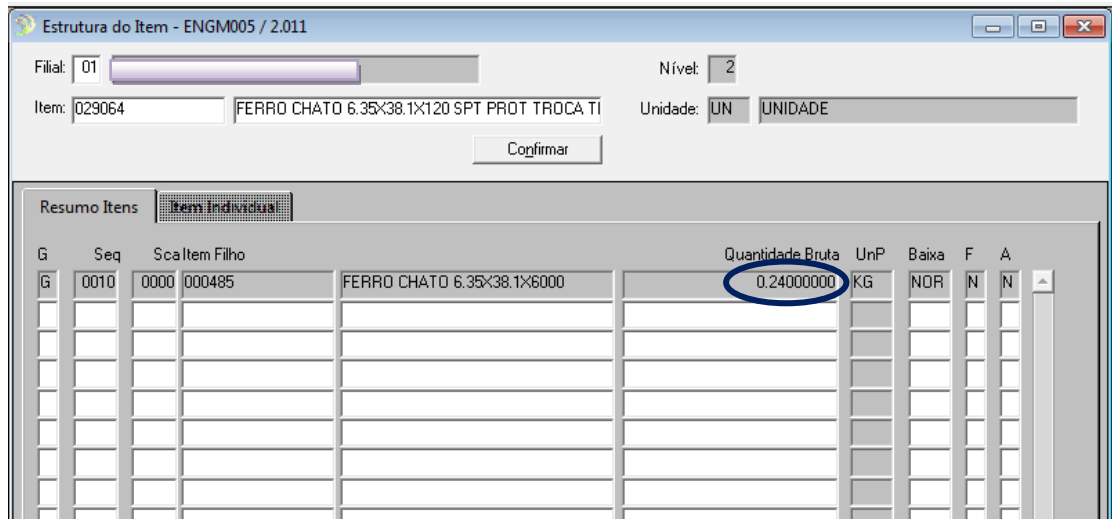 Estrutura do Item - ENGM005 / 2.011
Filial: 01 Nível: 2
Item: 029064 FERRO CHATO 6.35X38.1X120 SPT PROT TROCA TI Unidade: UN UNIDADE
Confirmar
Resumo Itens Item Individual
G Seq Sca Item Filho Quantidade Bruta UnP Baixa F A
G 0010 0000 000485 FERRO CHATO 6.35X38.1X6000 0.24000000 KG NOR N N